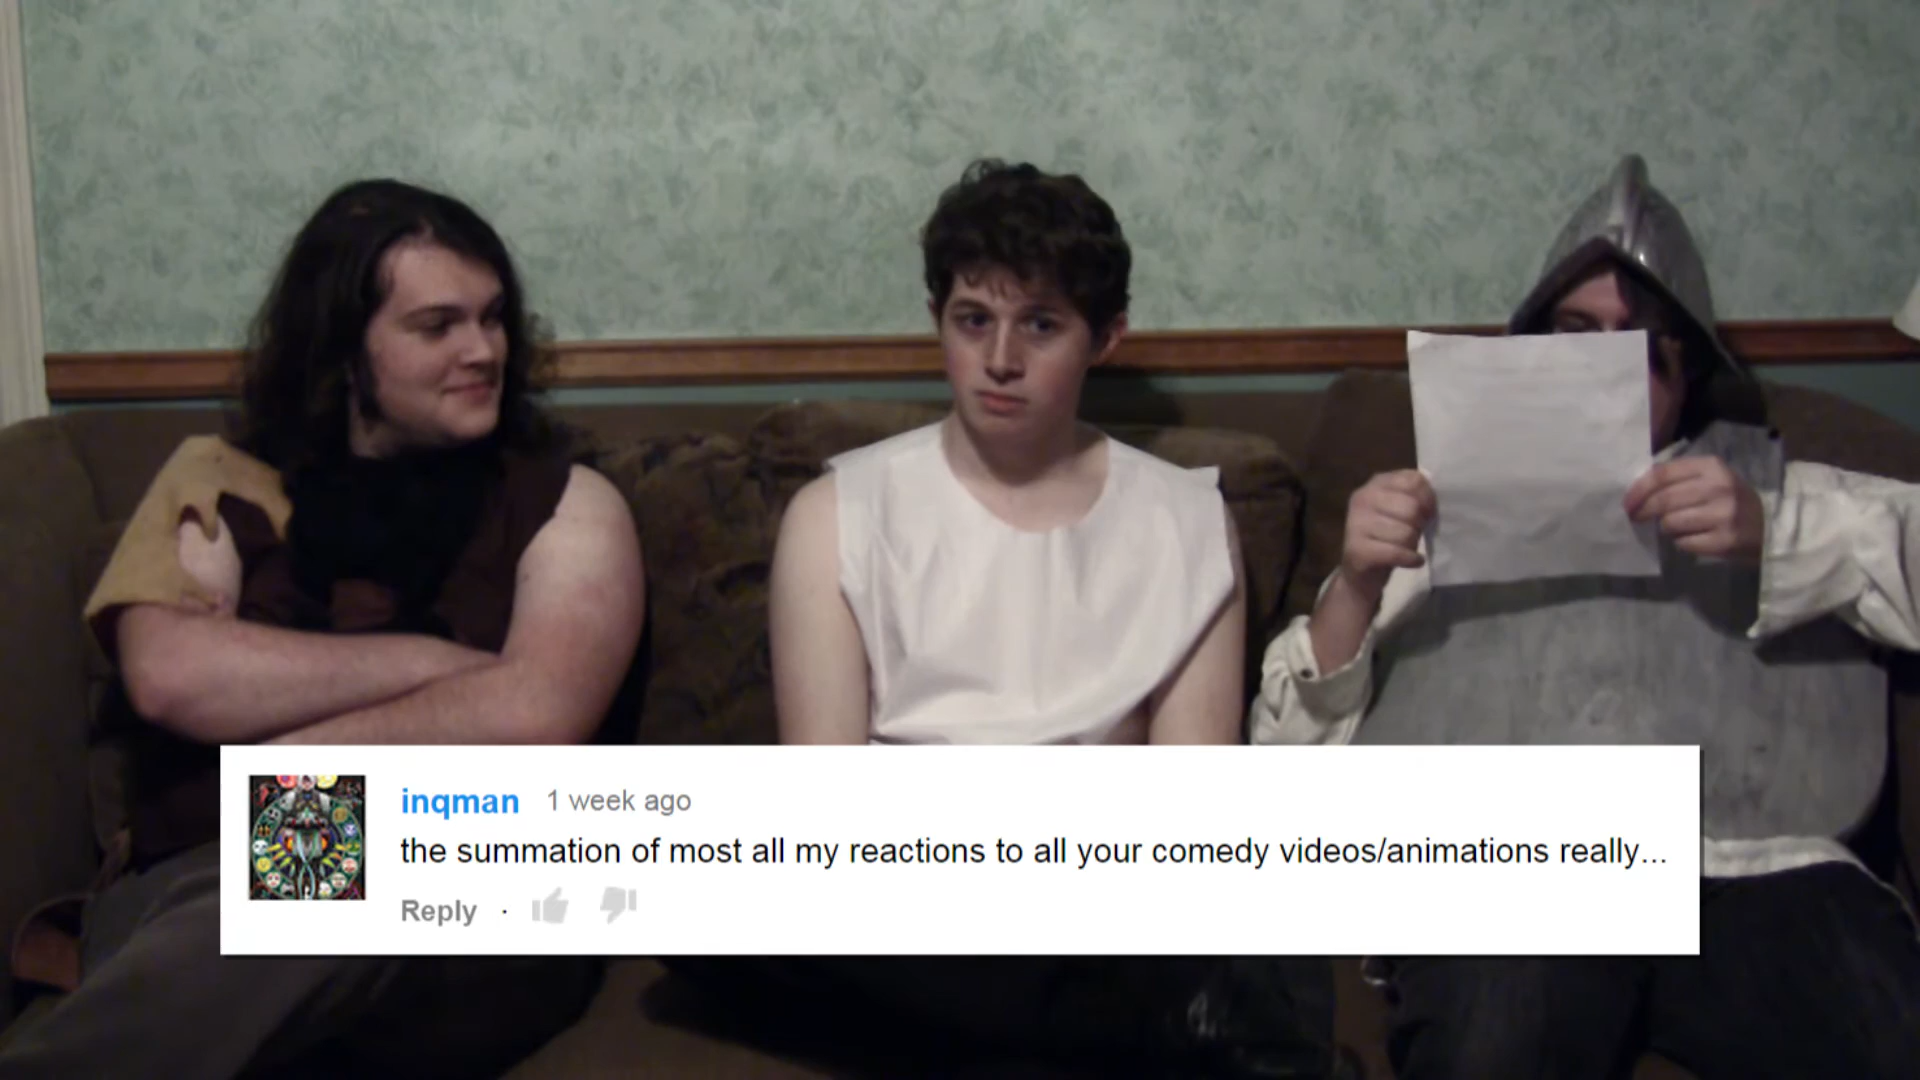 inqman 1 week ago
the summation of most all my reactions to all your comedy videos/animations really...
Reply ·